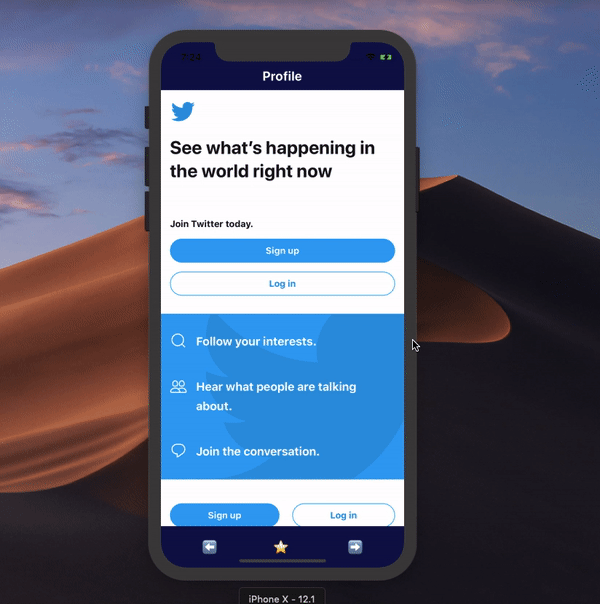 Profile
See what's happening in
the world right now
Join Twitter today.
Sign up
Log in
Follow your interests.
Hear what people are talking
about.
Join the conversation.
Sign up
Log in
iPhone X - 12.1